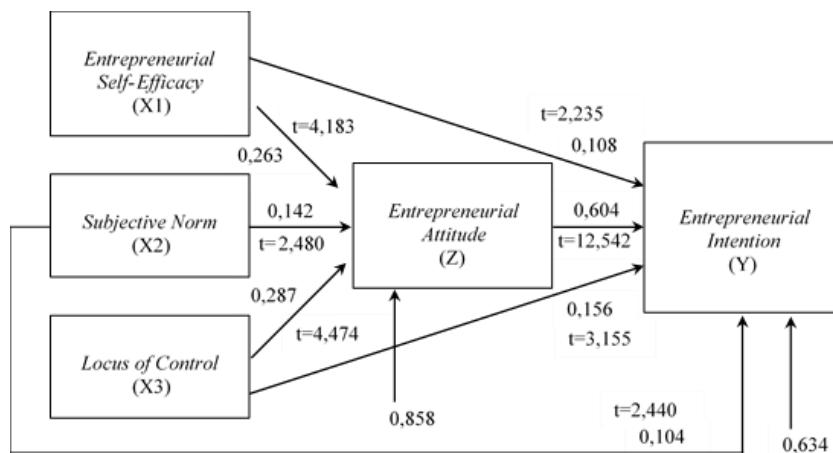 Entrepreneurial
Self-Efficacy
(X1)
t=4,183
0,263
t=2,235
0,108
Subjective Norm
(X2)
0,142
t=2,480
Entrepreneurial
Attitude
(Z)
0,604
t=12,542
Entrepreneurial
Intention
(Y)
0,287
t=4,474
Locus of Control
(X3)
0,156
t=3,155
0,858
t=2,440
0,104
0,634